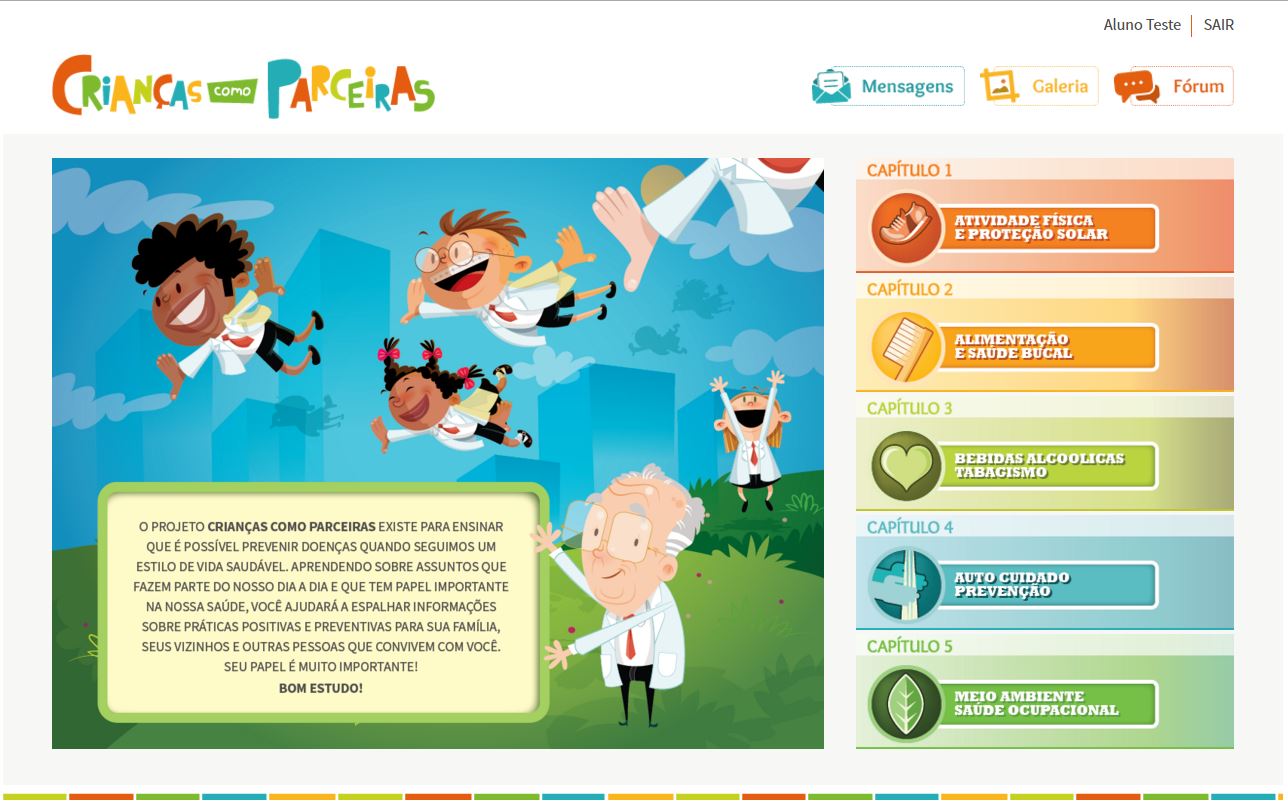 Aluno Teste | SAIR
CRIANÇAS COMO PARCEIRAS
Mensagens
Galeria
Fórum
O PROJETO CRIANÇAS COMO PARCEIRAS EXISTE PARA ENSINAR
QUE É POSSÍVEL PREVENIR DOENÇAS QUANDO SEGUIMOS UM
ESTILO DE VIDA SAUDÁVEL. APRENDENDO SOBRE ASSUNTOS QUE
FAZEM PARTE DO NOSSO DIA A DIA E QUE TEM PAPEL IMPORTANTE
NA NOSSA SAÚDE, VOCÊ AJUDARÁ A ESPALHAR INFORMAÇÕES
SOBRE PRÁTICAS POSITIVAS E PREVENTIVAS PARA SUA FAMÍLIA,
SEUS VIZINHOS E OUTRAS PESSOAS QUE CONVIVEM COM VOCÊ.
SEU PAPEL É MUITO IMPORTANTE!
BOM ESTUDO!
CAPÍTULO 1
ATIVIDADE FÍSICA
E PROTEÇÃO SOLAR
CAPÍTULO 2
ALIMENTAÇÃO
E SAÚDE BUCAL
CAPÍTULO 3
BEBIDAS ALCOOLICAS
TABAGISMO
CAPÍTULO 4
AUTO CUIDADO
PREVENÇÃO
CAPÍTULO 5
MEIO AMBIENTE
SAÚDE OCUPACIONAL